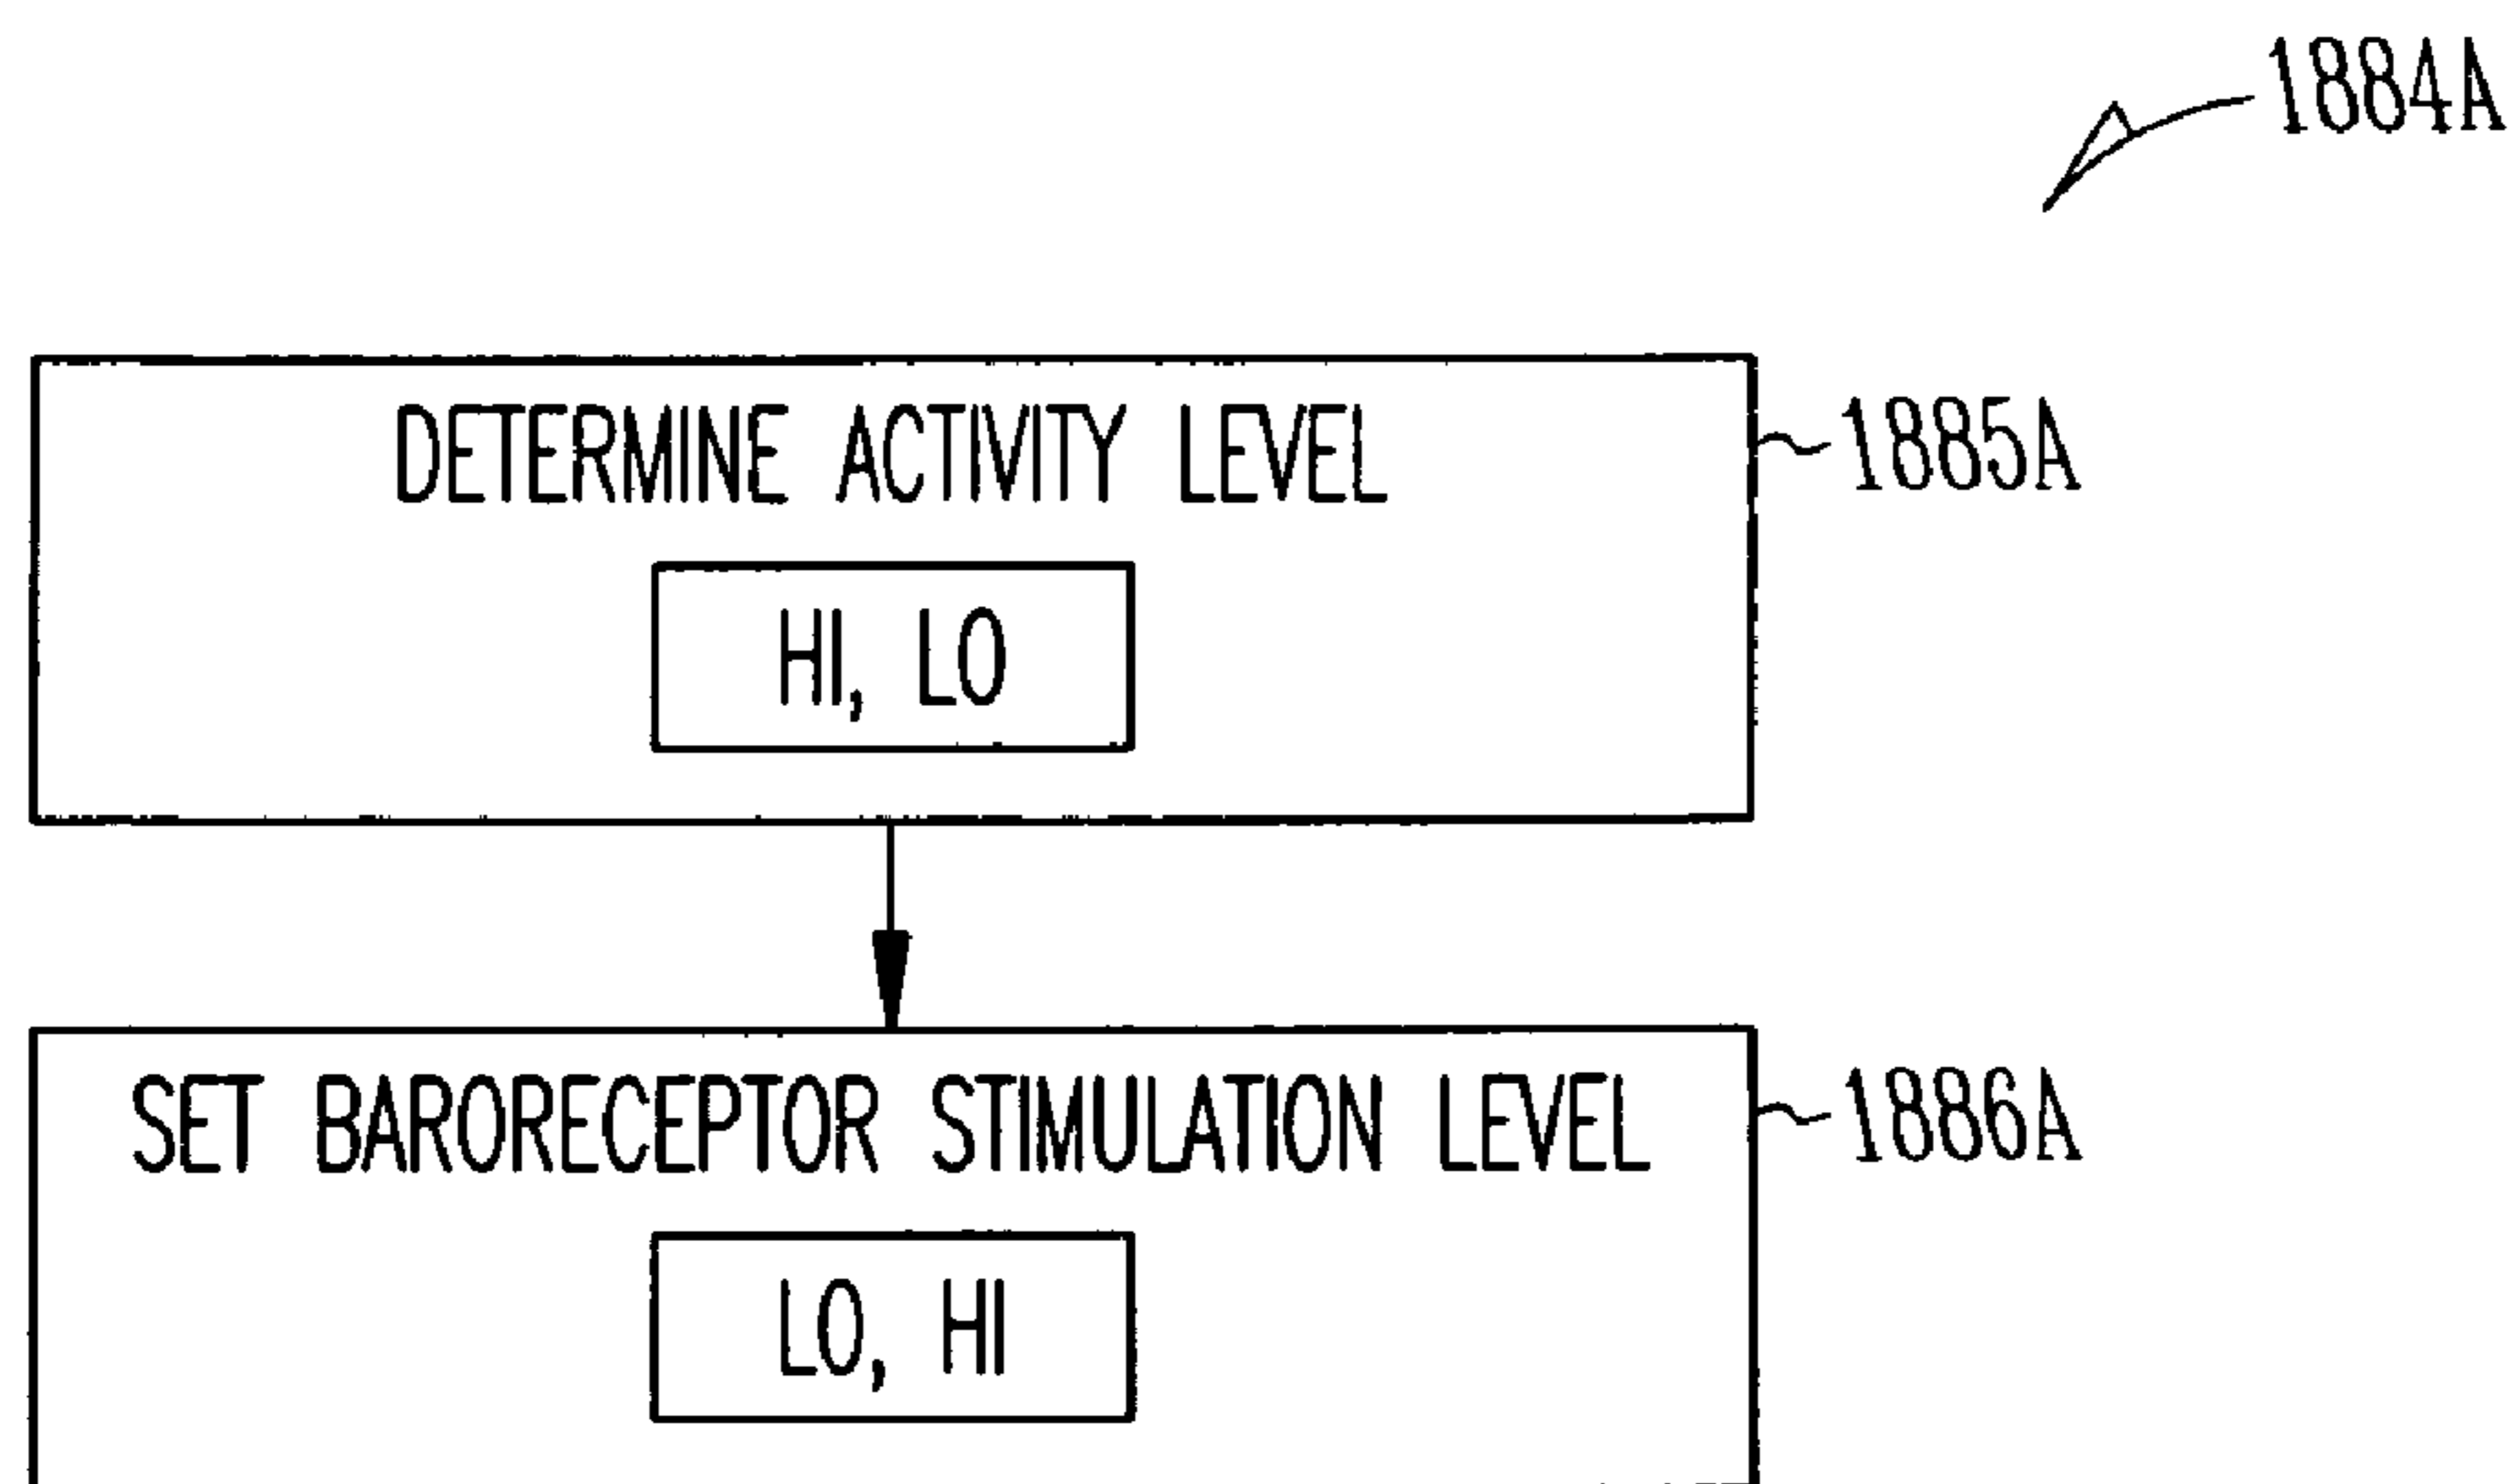 1884A
DETERMINE ACTIVITY LEVEL
1885A
HI, LO
SET BARORECEPTOR STIMULATION LEVEL
1886A
LO, HI